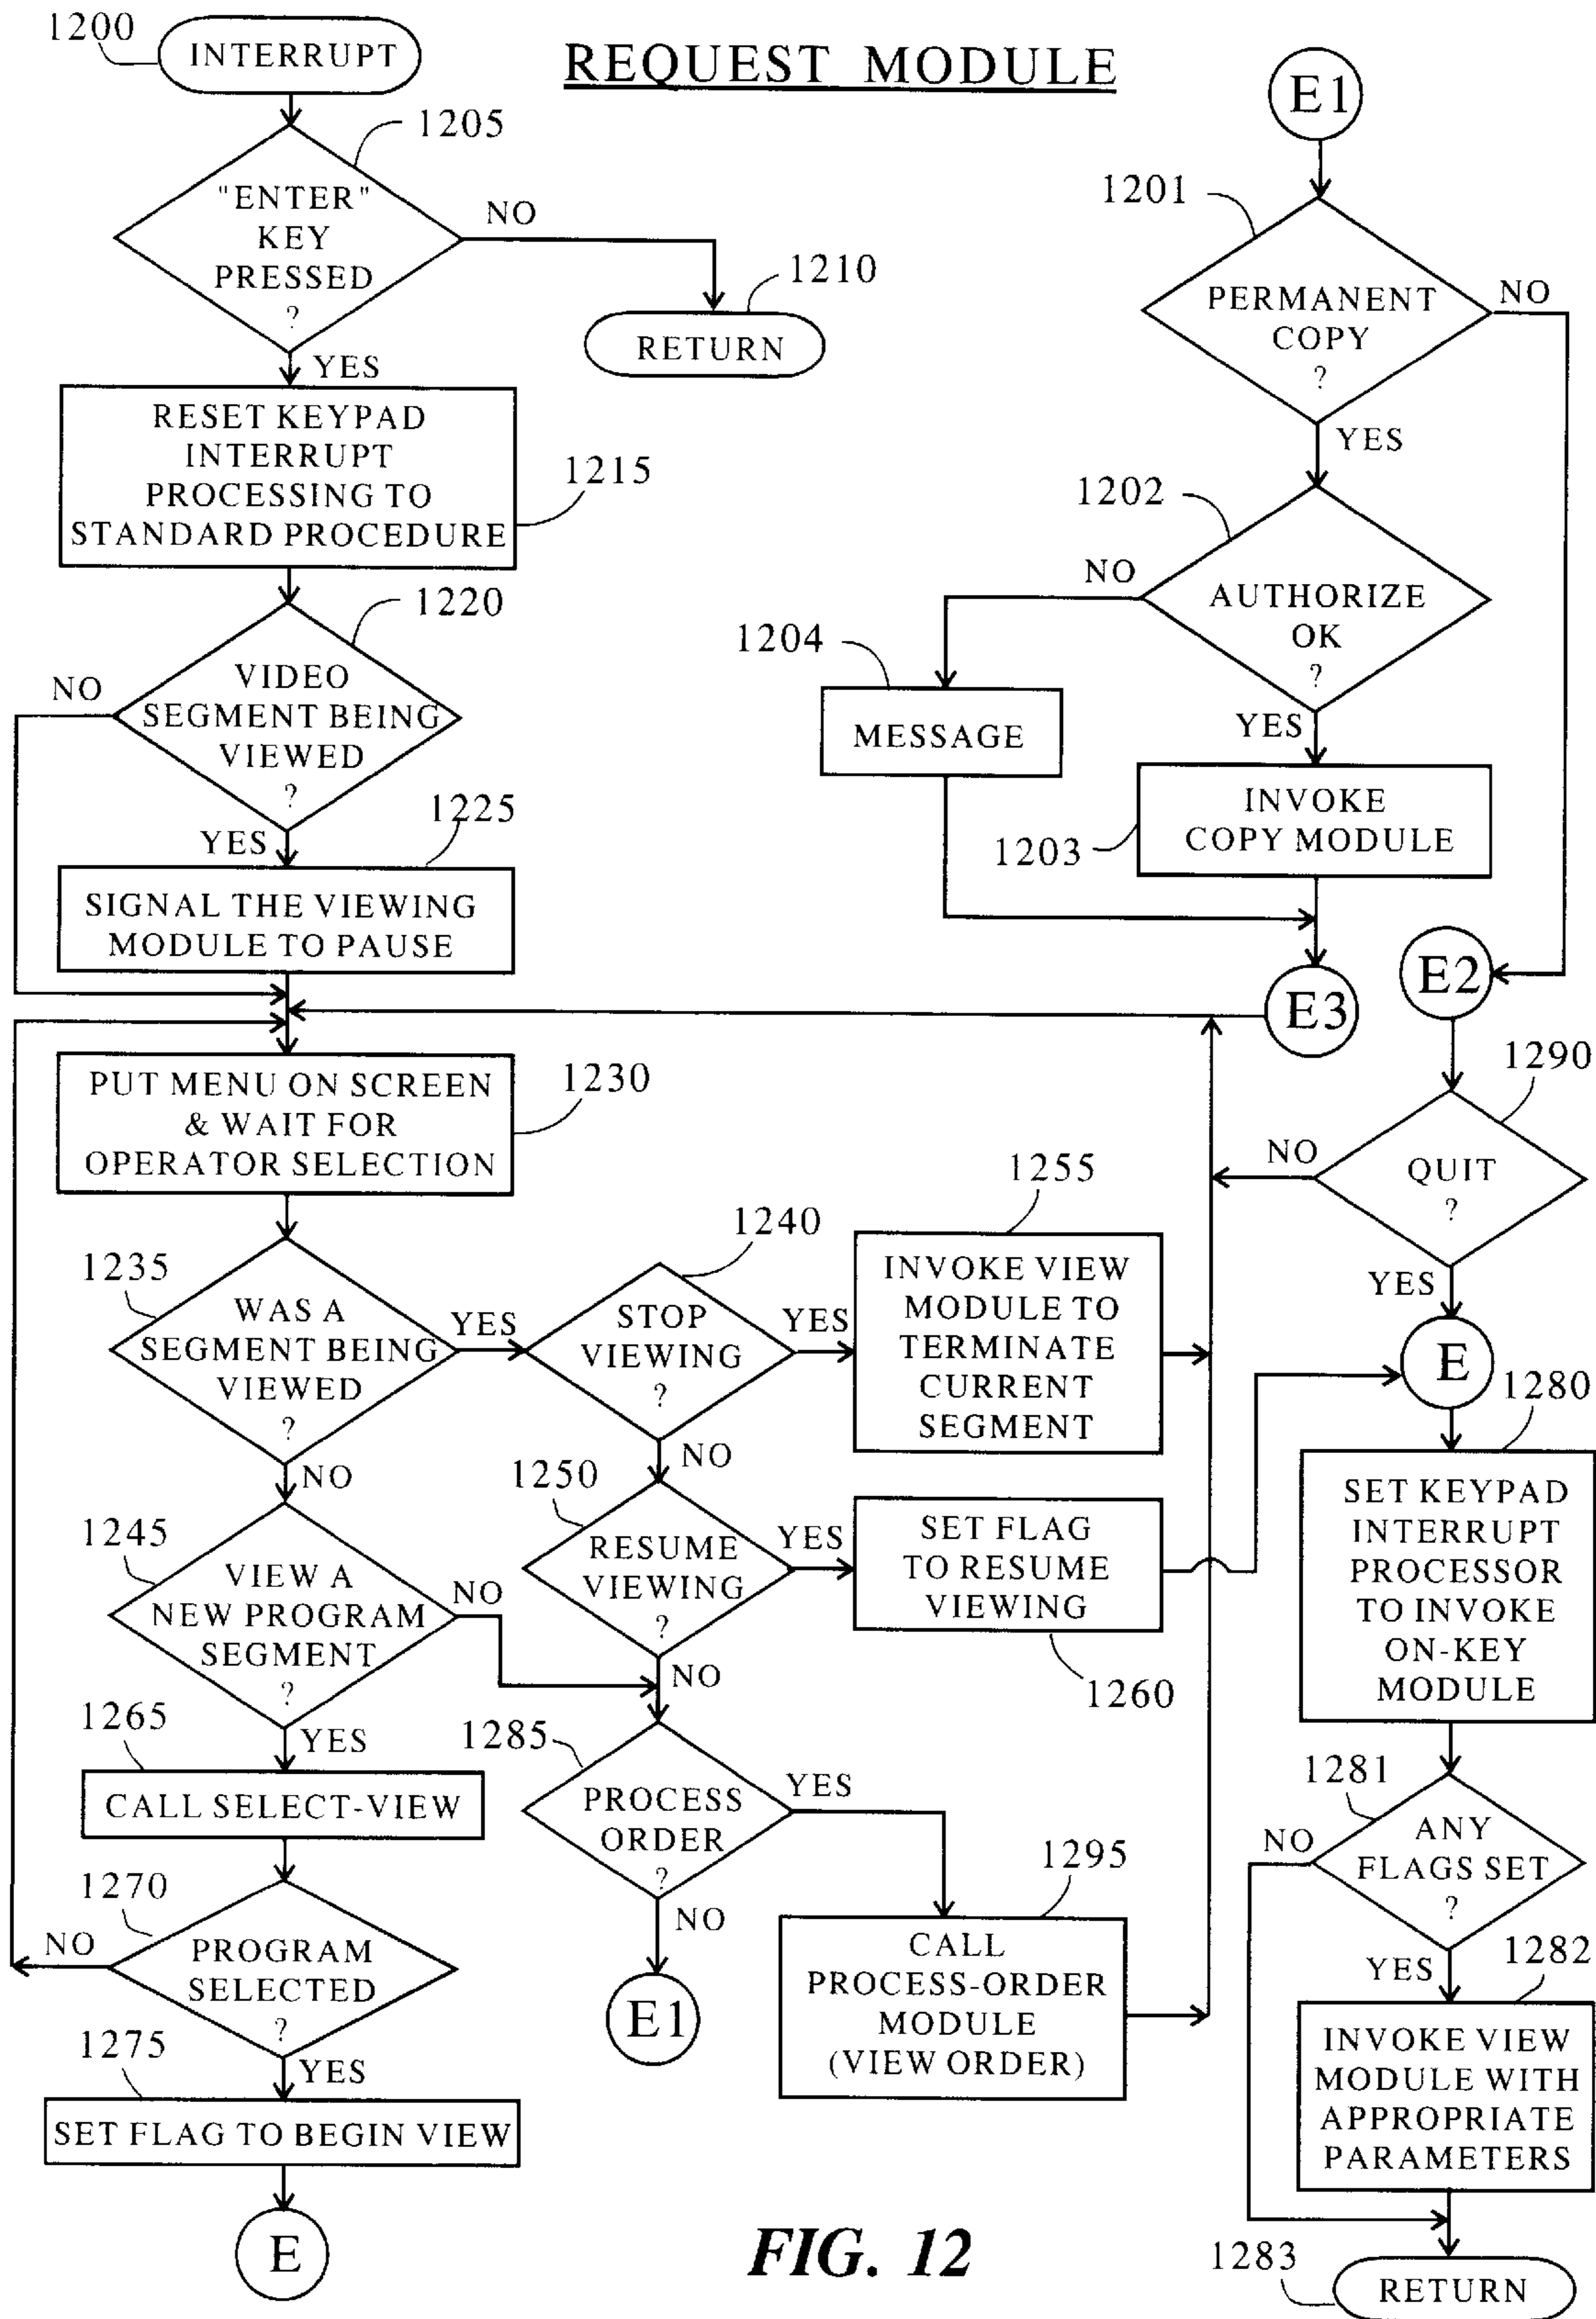 REQUEST MODULE
1200
INTERRUPT
1205
"ENTER"
KEY
PRESSED
?
NO
1210
RETURN
YES
RESET KEYPAD
INTERRUPT
PROCESSING TO
STANDARD PROCEDURE
1215
1220
VIDEO
SEGMENT BEING
VIEWED
?
NO
YES
1225
SIGNAL THE VIEWING
MODULE TO PAUSE
PUT MENU ON SCREEN
& WAIT FOR
OPERATOR SELECTION
1230
1235
WAS A
SEGMENT BEING
VIEWED
?
YES
NO
1240
STOP
VIEWING
?
YES
NO
1255
INVOKE VIEW
MODULE TO
TERMINATE
CURRENT
SEGMENT
1245
VIEW A
NEW PROGRAM
SEGMENT
?
NO
YES
1250
RESUME
VIEWING
?
YES
NO
SET FLAG
TO RESUME
VIEWING
1260
1265
CALL SELECT-VIEW
1285
PROCESS
ORDER
?
YES
NO
E1
1295
CALL
PROCESS-ORDER
MODULE
(VIEW ORDER)
1270
PROGRAM
SELECTED
?
NO
YES
1275
SET FLAG TO BEGIN VIEW
E
E1
1201
PERMANENT
COPY
?
NO
YES
1202
AUTHORIZE
OK
?
NO
YES
1204
MESSAGE
INVOKE
COPY MODULE
1203
E3
E2
1290
QUIT
?
NO
YES
E
1280
SET KEYPAD
INTERRUPT
PROCESSOR
TO INVOKE
ON-KEY
MODULE
1281
ANY
FLAGS SET
?
NO
YES
1282
INVOKE VIEW
MODULE WITH
APPROPRIATE
PARAMETERS
1283
RETURN
FIG. 12